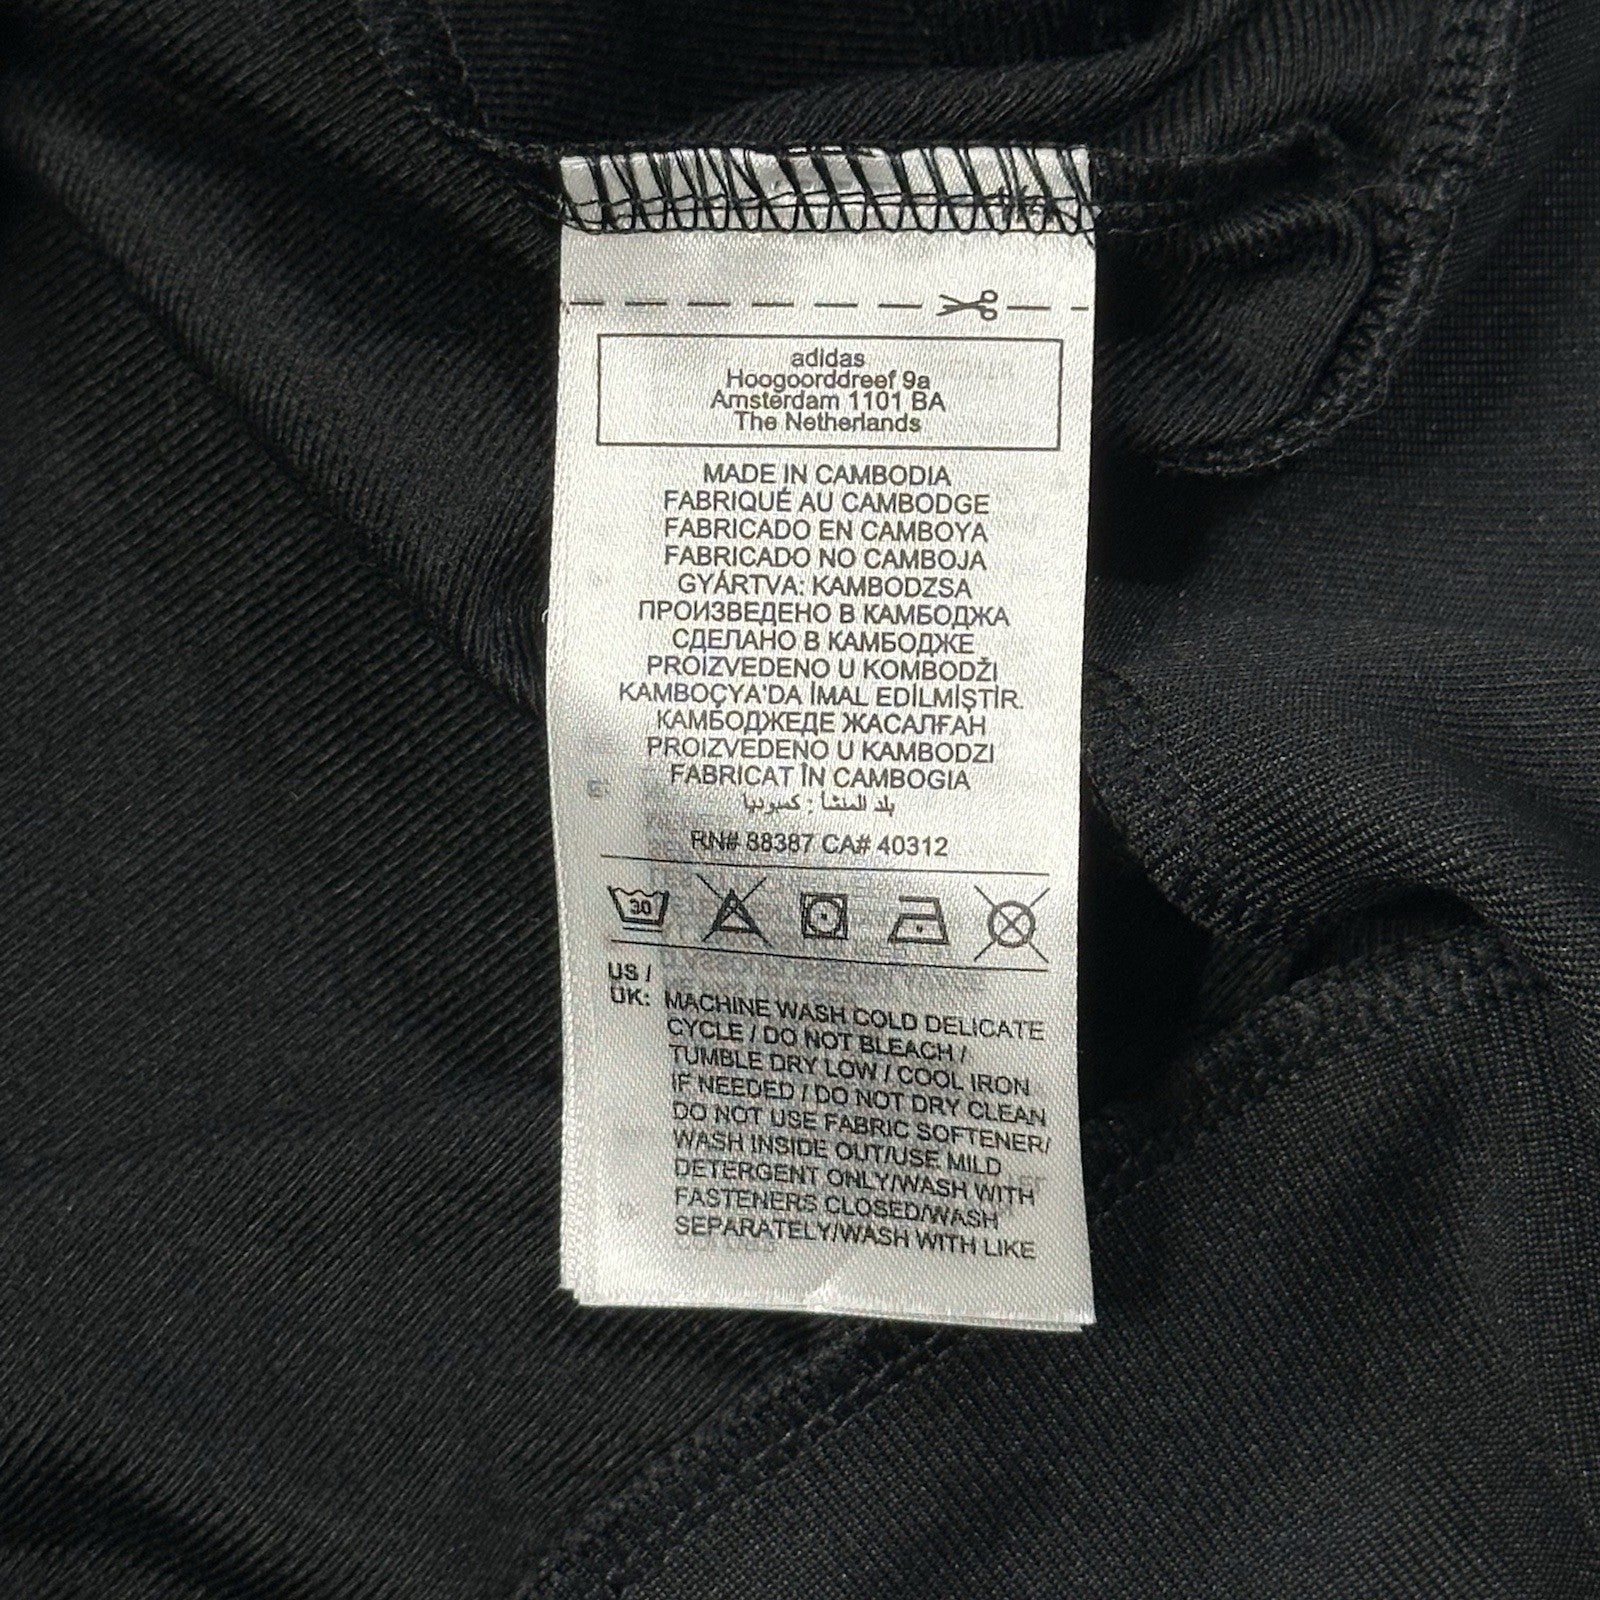 adidas
Hoogoorddreef 9a
Amsterdam 1101 BA
The Netherlands
MADE IN CAMBODIA
FABRIQUÉ AU CAMBODGE
FABRICADO EN CAMBOYA
FABRICADO NO CAMBOJA
GYÁRTVA: KAMBODZSA
ПРОИЗВЕДЕНО В КАМБОДЖА
СДЕЛАНО В КАМБОДЖЕ
PROIZVEDENO U KOMBODŽI
KAMBOÇYA'DA İMAL EDİLMİŞTİR.
КАМБОДЖЕДЕ ЖАСАЛҒАН
PROIZVEDENO U KAMBODZI
FABRICAT ÎN CAMBOGIA
بلد المنشأ : كمبوديا
RN# 88387 CA# 40312
30
US /
UK: MACHINE WASH COLD DELICATE
CYCLE / DO NOT BLEACH /
TUMBLE DRY LOW / COOL IRON
IF NEEDED / DO NOT DRY CLEAN
DO NOT USE FABRIC SOFTENER/
WASH INSIDE OUT/USE MILD
DETERGENT ONLY/WASH WITH
FASTENERS CLOSED/WASH
SEPARATELY/WASH WITH LIKE